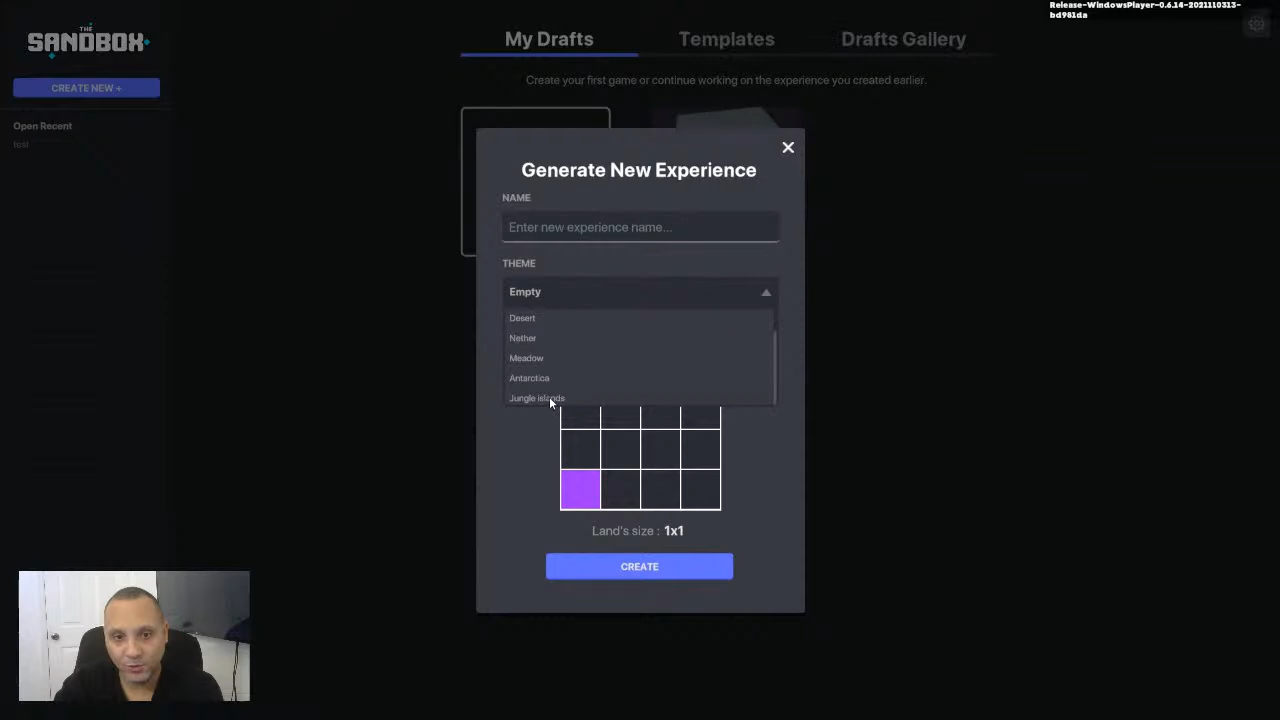 Release-WindowsPlayer-0.6.14-2021110313-
bd981da
THE
SANDBOX
CREATE NEW +
Open Recent
test
My Drafts
Templates
Drafts Gallery
Create your first game or continue working on the experience you created earlier.
Generate New Experience
NAME
Enter new experience name...
THEME
Empty
Desert
Nether
Meadow
Antarctica
Jungle islands
Land's size : 1x1
CREATE